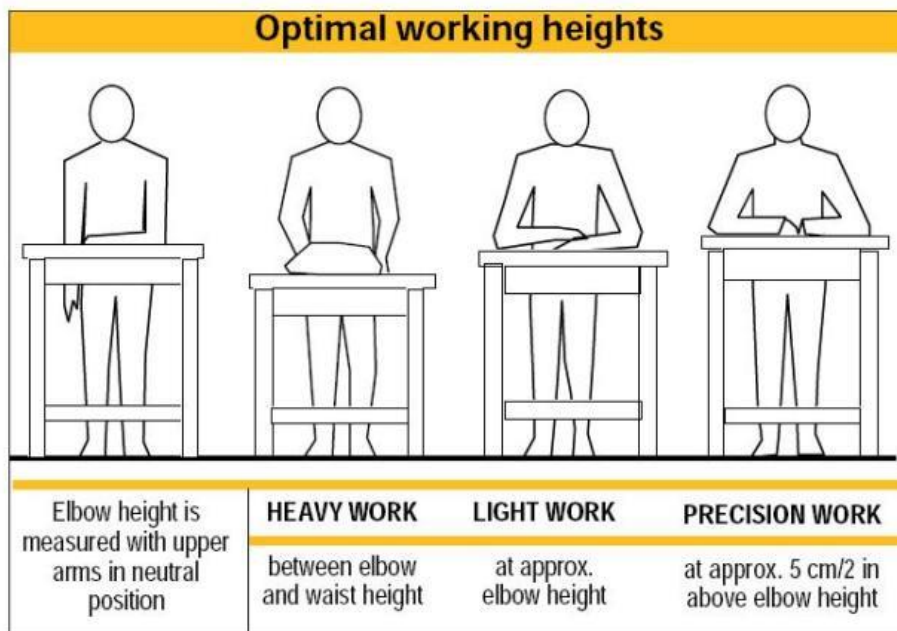 Optimal working heights
Elbow height is
measured with upper
arms in neutral
position
HEAVY WORK
between elbow
and waist height
LIGHT WORK
at approx.
elbow height
PRECISION WORK
at approx. 5 cm/2 in
above elbow height